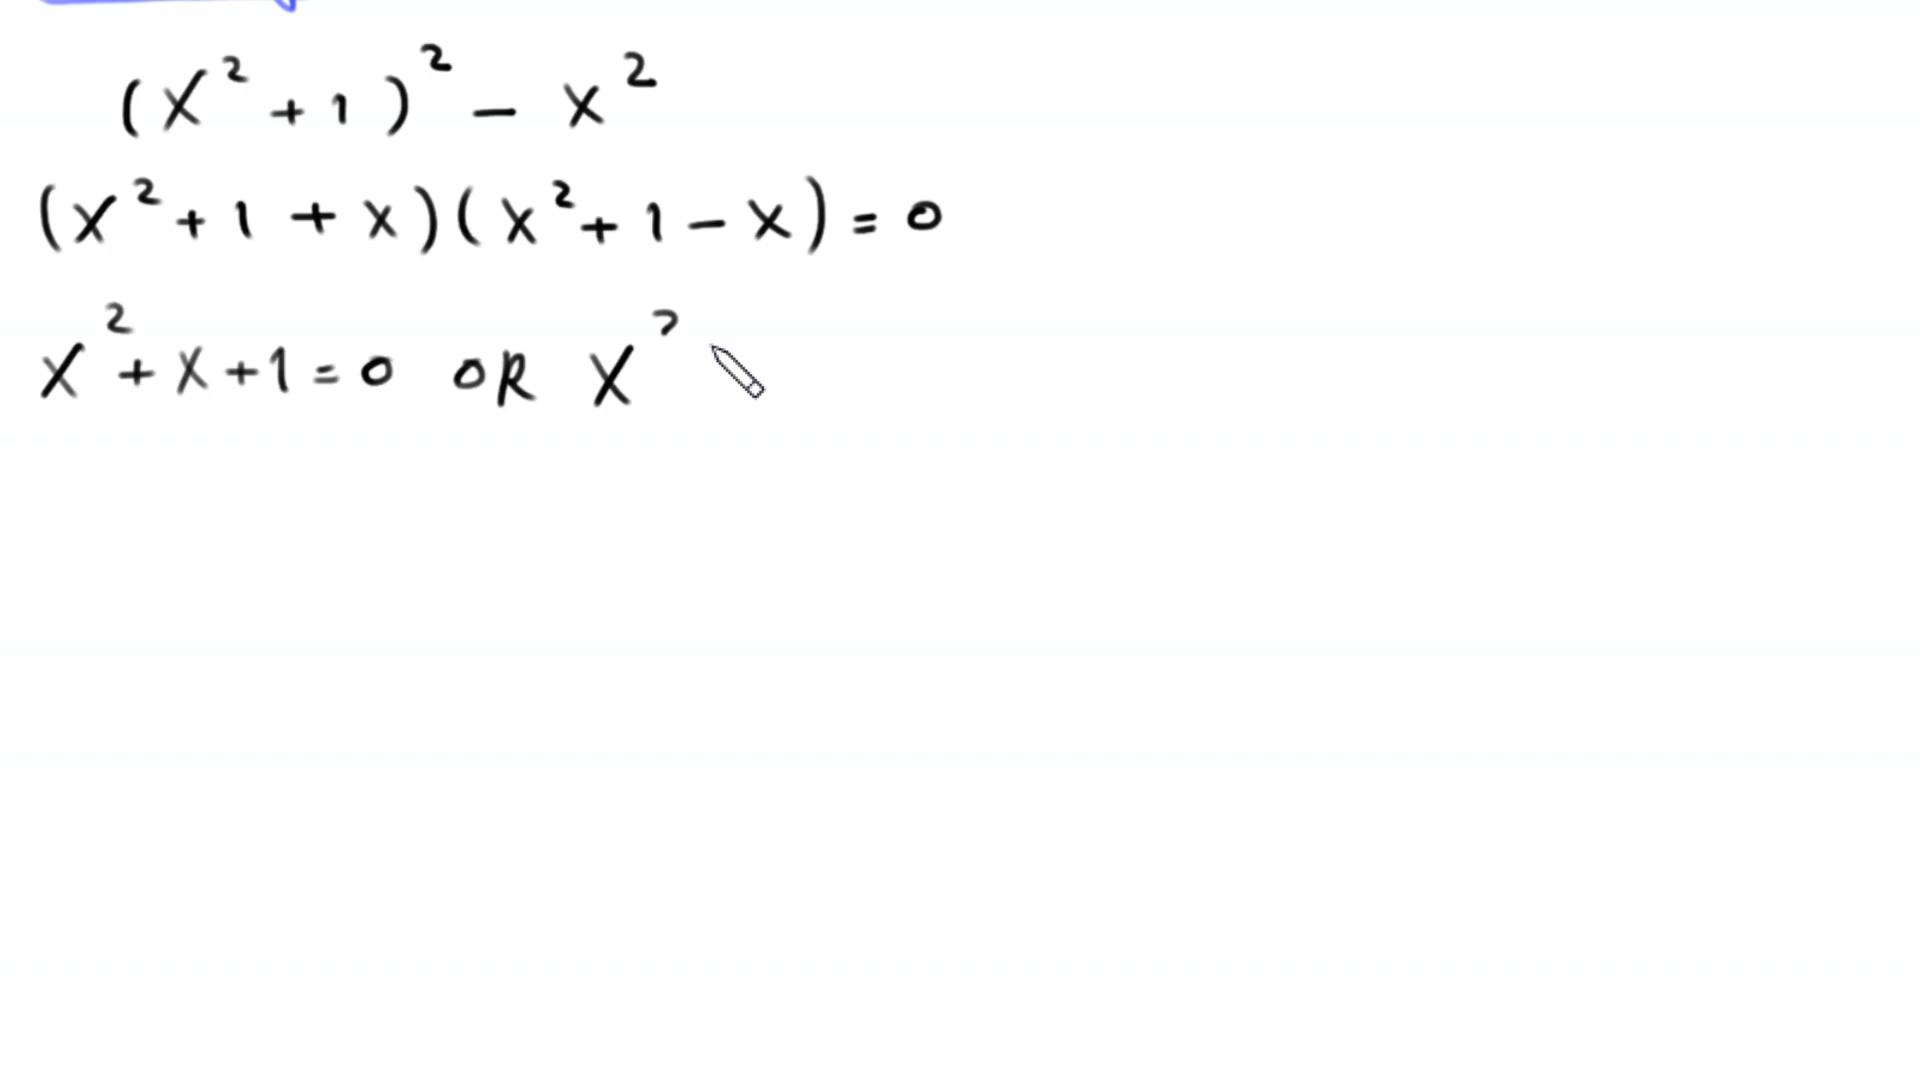 (x² + 1)² - x²
(x² + 1 + x)(x² + 1 - x) = 0
x² + x + 1 = 0 OR x²